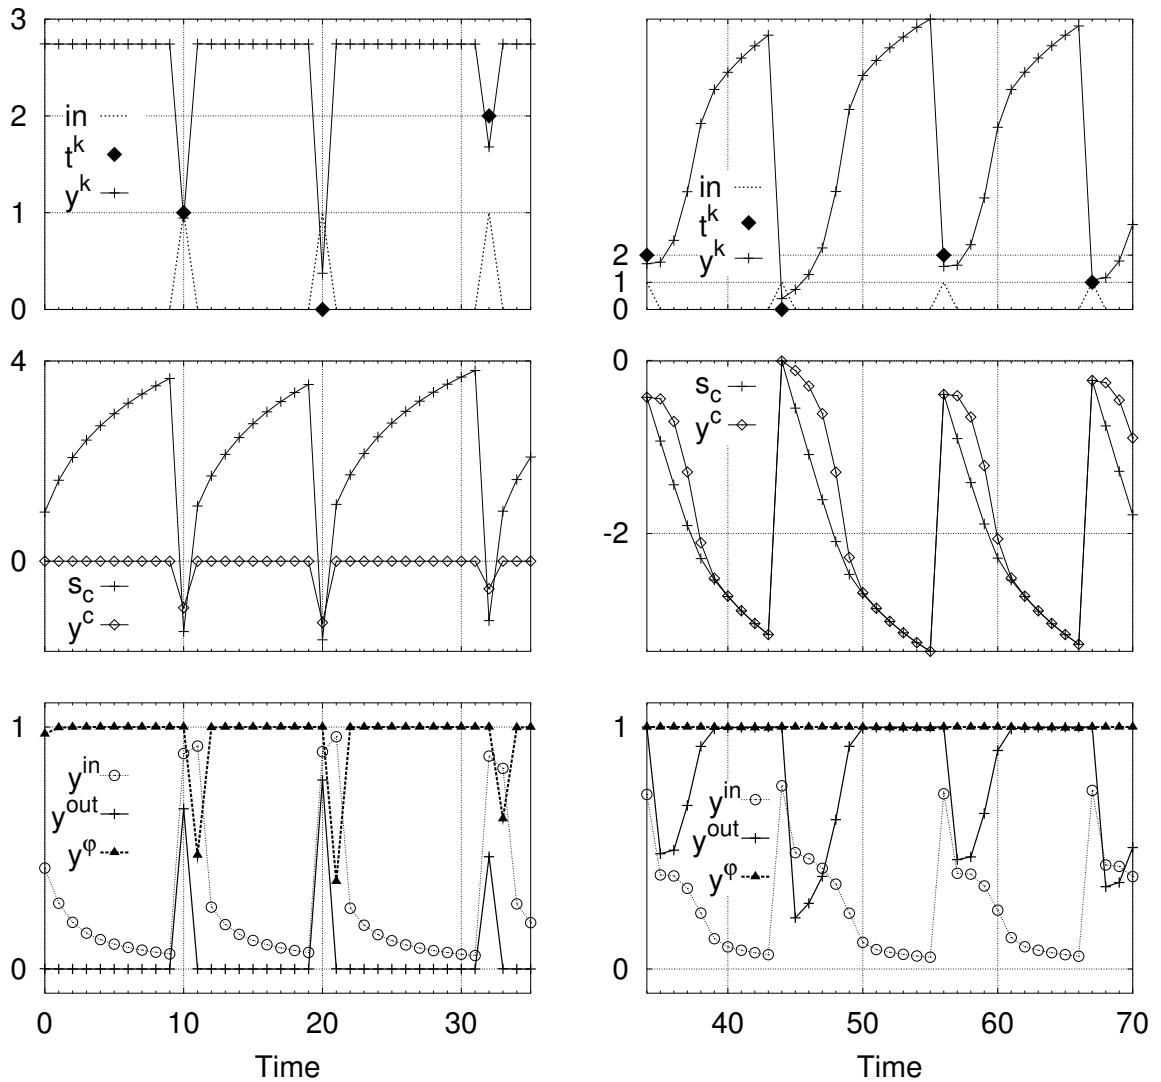 3
2
1
0
in
t^k
y^k
2
1
0
in
t^k
y^k
4
0
s_c
y^c
0
-2
s_c
y^c
1
0
y^in
y^out
y^φ
0 10 20 30
Time
1
0
y^in
y^out
y^φ
40 50 60 70
Time